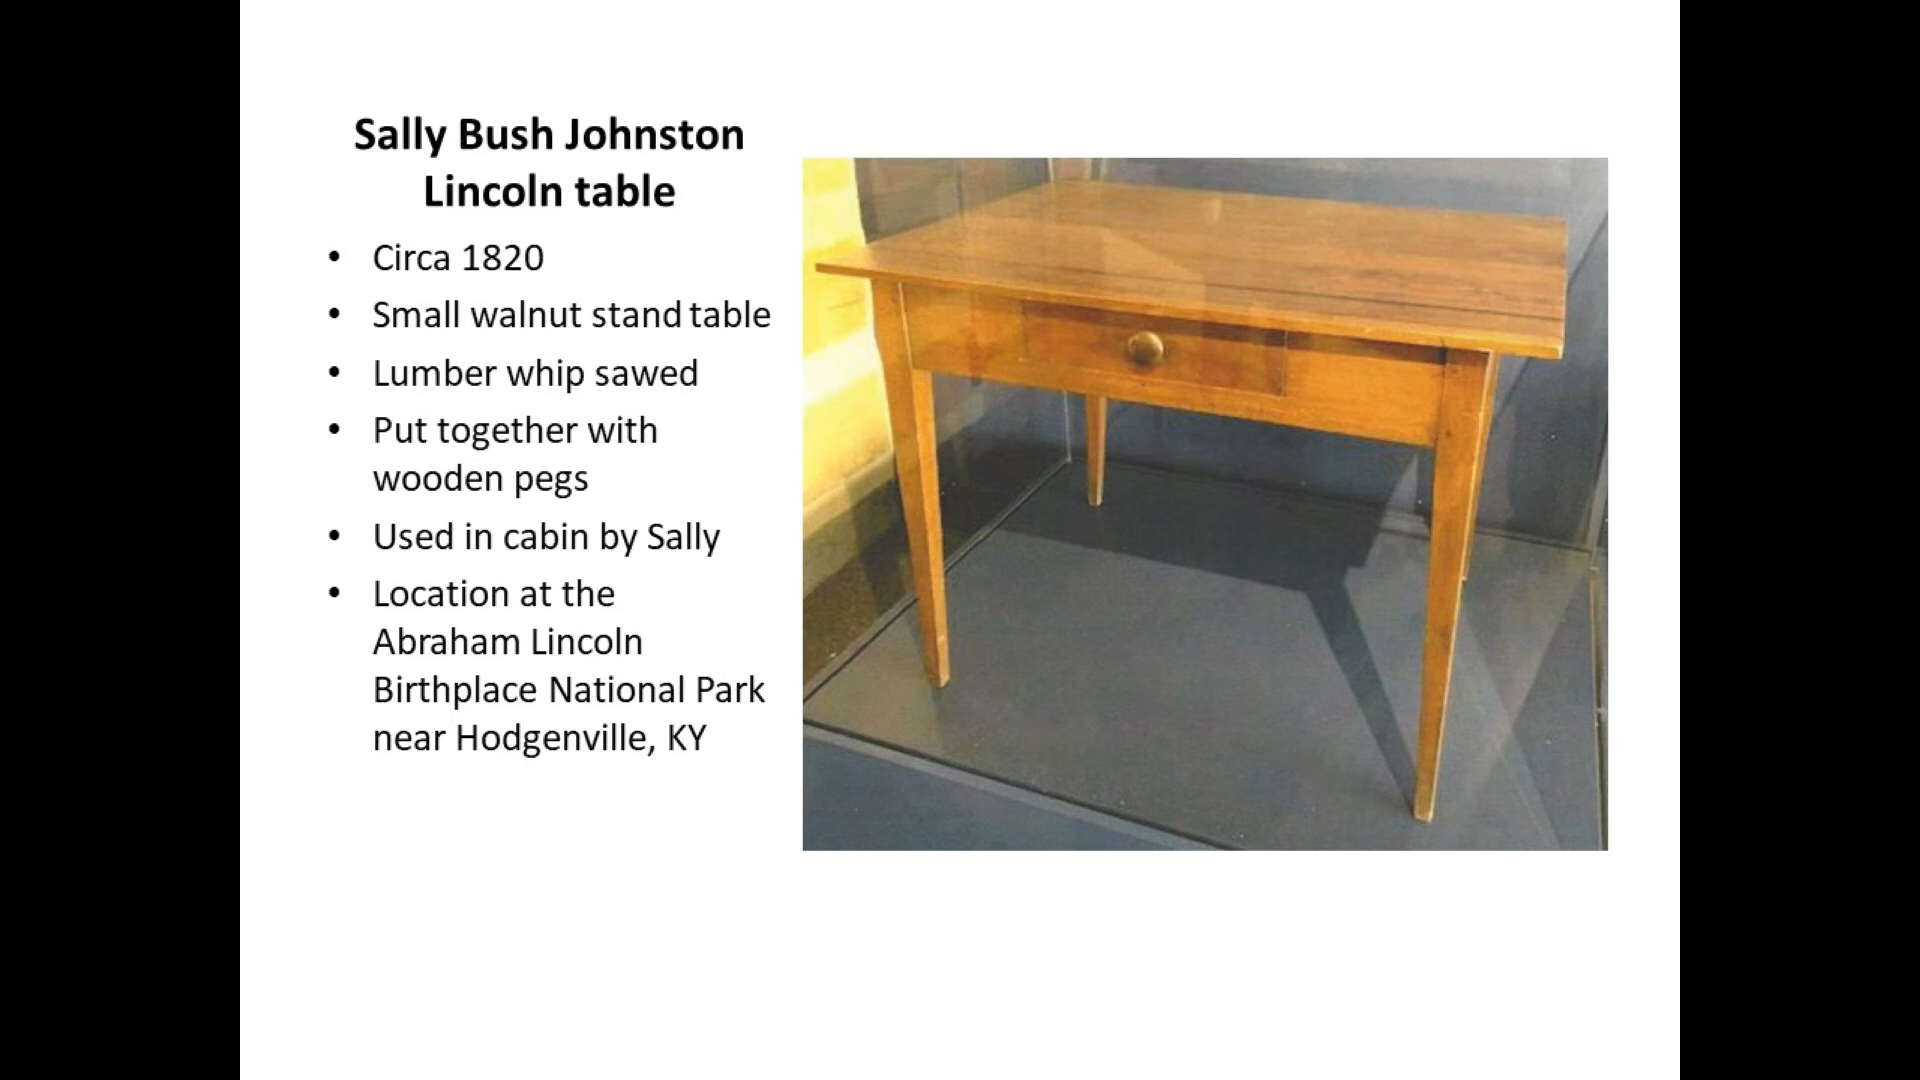 Sally Bush Johnston
Lincoln table
• Circa 1820
• Small walnut stand table
• Lumber whip sawed
• Put together with
wooden pegs
• Used in cabin by Sally
• Location at the
Abraham Lincoln
Birthplace National Park
near Hodgenville, KY